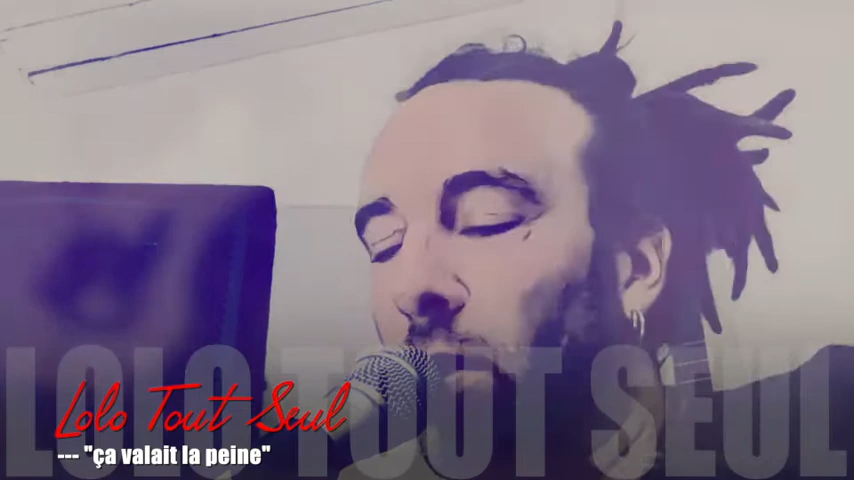 LOLO TOUT SEUL
Lolo Tout Seul
--- "ça valait la peine"